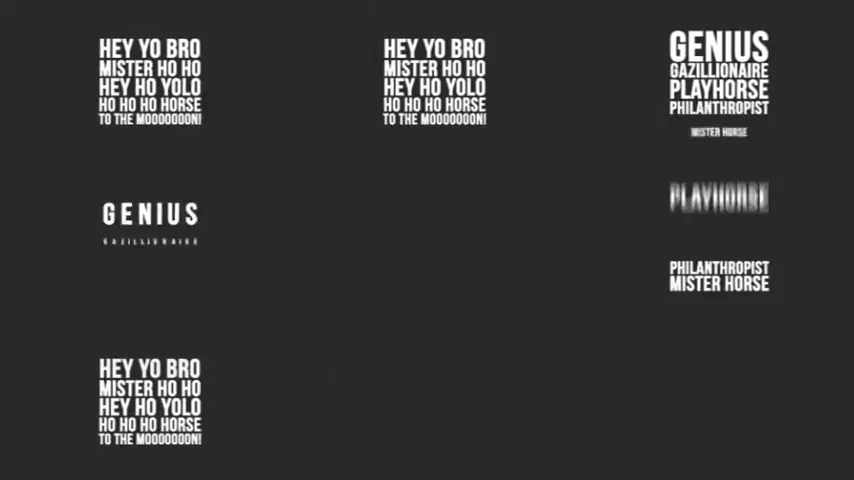 HEY YO BRO
MISTER HO HO
HEY HO YOLO
HO HO HO HORSE
TO THE MOOOOOOON!
HEY YO BRO
MISTER HO HO
HEY HO YOLO
HO HO HO HORSE
TO THE MOOOOOOON!
GENIUS
GAZILLIONAIRE
PLAYHORSE
PHILANTHROPIST
MISTER HORSE
GENIUS
GAZILLIONAIRE
PLAYHORSE
PHILANTHROPIST
MISTER HORSE
HEY YO BRO
MISTER HO HO
HEY HO YOLO
HO HO HO HORSE
TO THE MOOOOOOON!